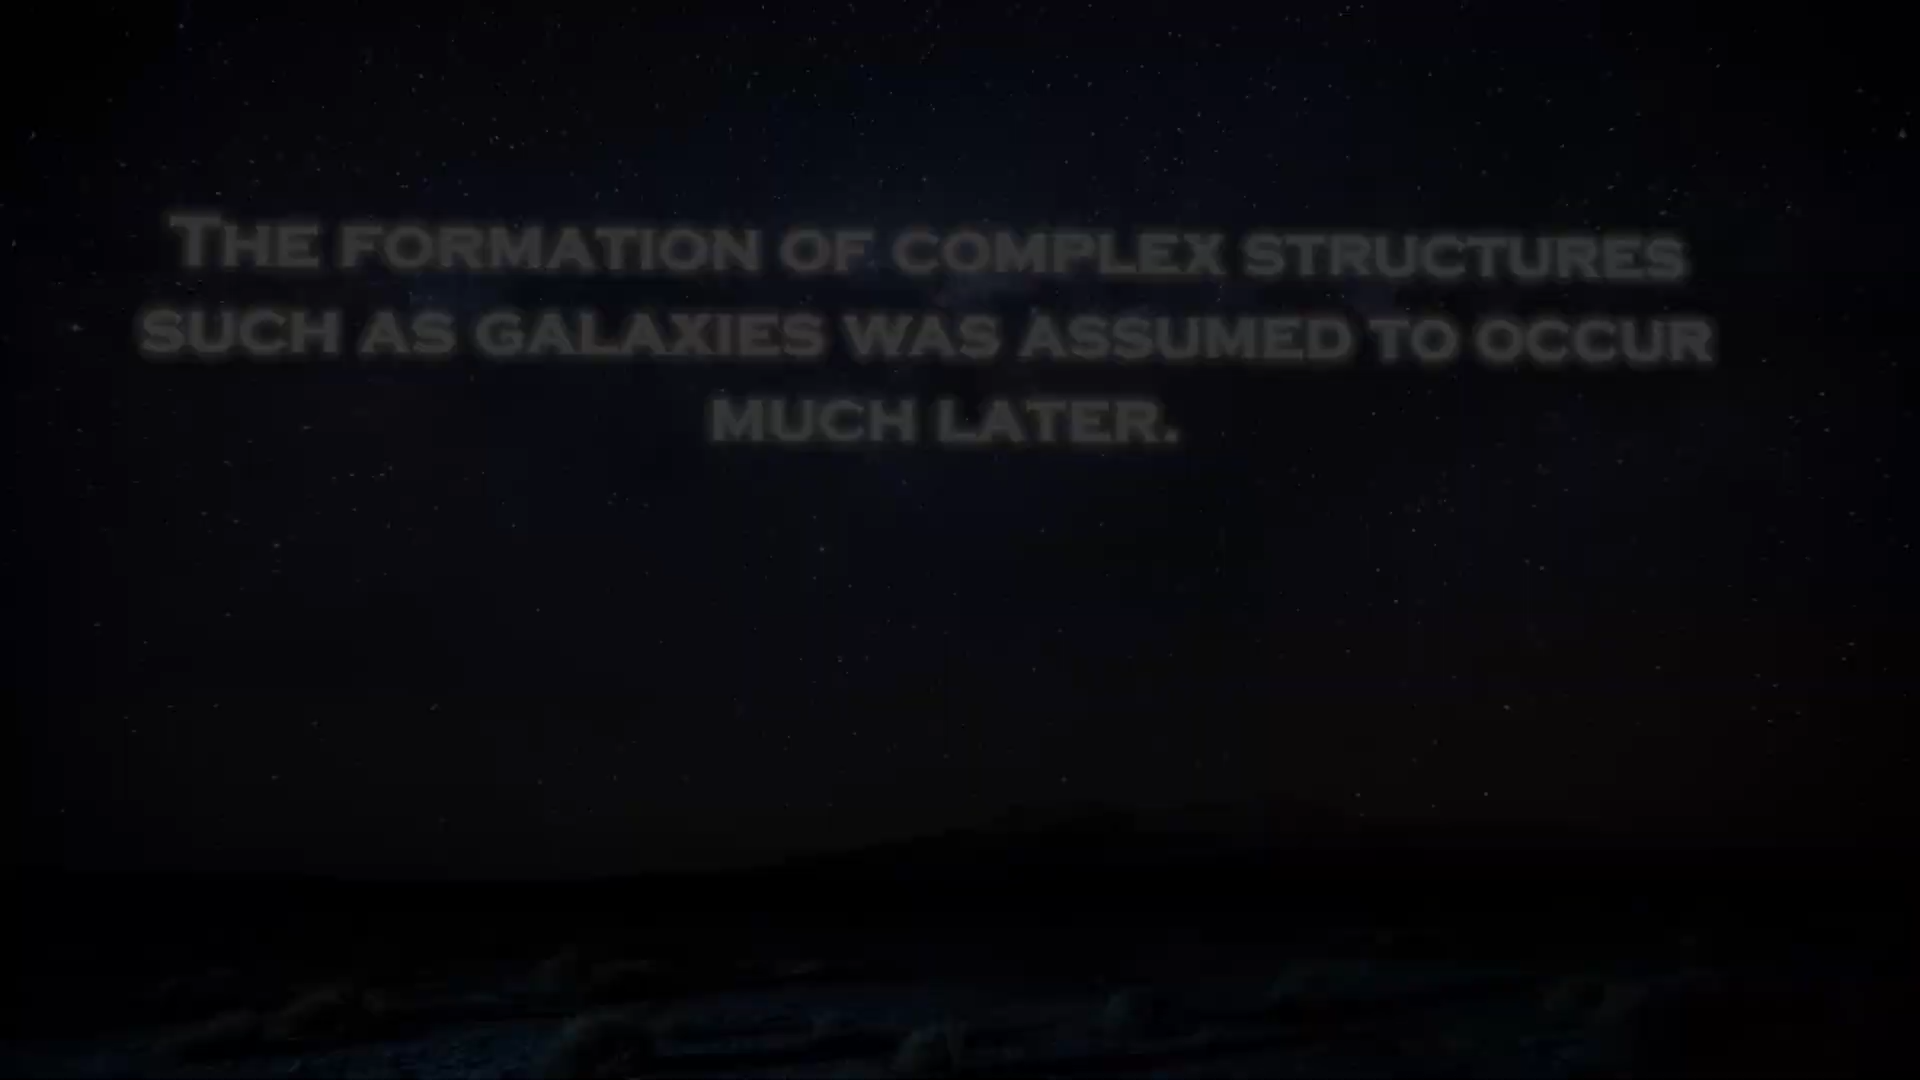 The formation of complex structures
such as galaxies was assumed to occur
much later.